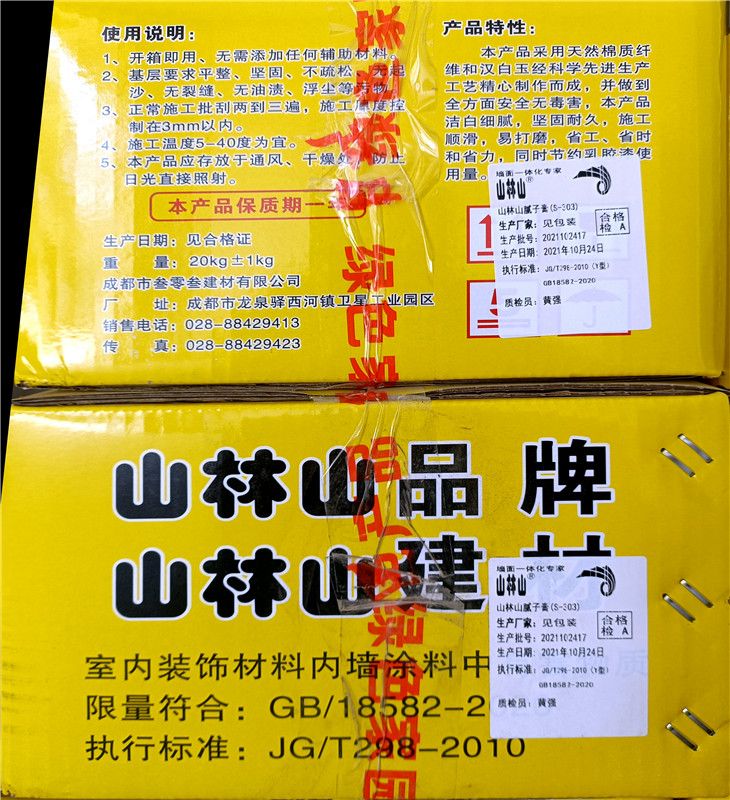 使用说明：
1、开箱即用、无需添加任何辅助材料。
2、基层要求平整、坚固、不疏松、无起
沙、无裂缝、无油渍、浮尘等污物
3、正常施工批刮两到三遍，施工厚度控
制在3mm以内。
4、施工温度5-40度为宜。
5、本产品应存放于通风、干燥处，防止
日光直接照射。
本产品保质期一
生产日期：见合格证
重 量：20kg±1kg
成都市叁零叁建材有限公司
厂 址：成都市龙泉驿西河镇卫星工业园区
销售电话：028-88429413
传 真：028-88429423
产品特性：
本产品采用天然棉质纤
维和汉白玉经科学先进生产
工艺精心制作而成，并做到
全方面安全无毒害，本产品
洁白细腻，坚固耐久，施工
顺滑，易打磨，省工、省时
和省力，同时节约乳胶漆使
用量。
墙面一体化专家
山林山®
山林山腻子膏(S-303)
生产厂家：见包装
生产批号：2021102417
生产日期：2021年10月24日
执行标准：JG/T298-2010（Y型）
GB18582-2020
质检员：黄强
合格
检 A
绿色家
山林山品牌
山林山建材
室内装饰材料内墙涂料中
质
限量符合：GB/18582-2
执行标准：JG/T298-2010
墙面一体化专家
山林山®
山林山腻子膏(S-303)
生产厂家：见包装
生产批号：2021102417
生产日期：2021年10月24日
执行标准：JG/T298-2010（Y型）
GB18582-2020
质检员：黄强
合格
检 A
绿色家园